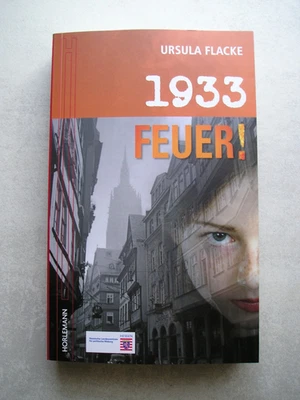 URSULA FLACKE
1933
FEUER!
HORLEMANN